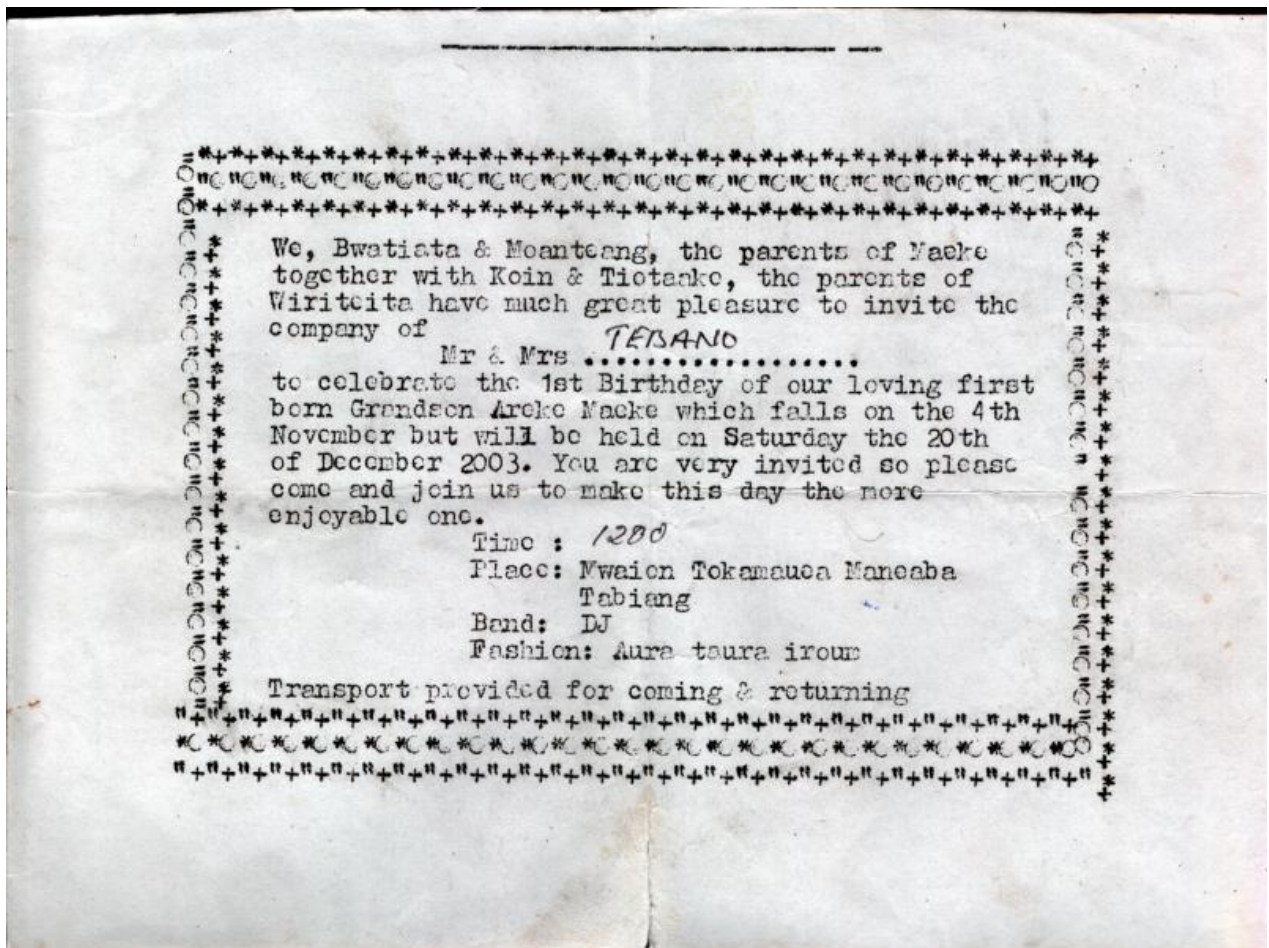 We, Bwatiata & Moanteang, the parents of Maeke
together with Koin & Tiotaake, the parents of
Wiriteita have much great pleasure to invite the
company of
TEBANO
Mr & Mrs ....................
to celebrate the 1st Birthday of our loving first
born Grandson Areke Maeke which falls on the 4th
November but will be held on Saturday the 20th
of December 2003. You are very invited so please
come and join us to make this day the more
enjoyable one.
Time : 1200
Place: Mwaion Tokamauea Maneaba
Tabiang
Band: DJ
Fashion: Aura taura iroum
Transport provided for coming & returning